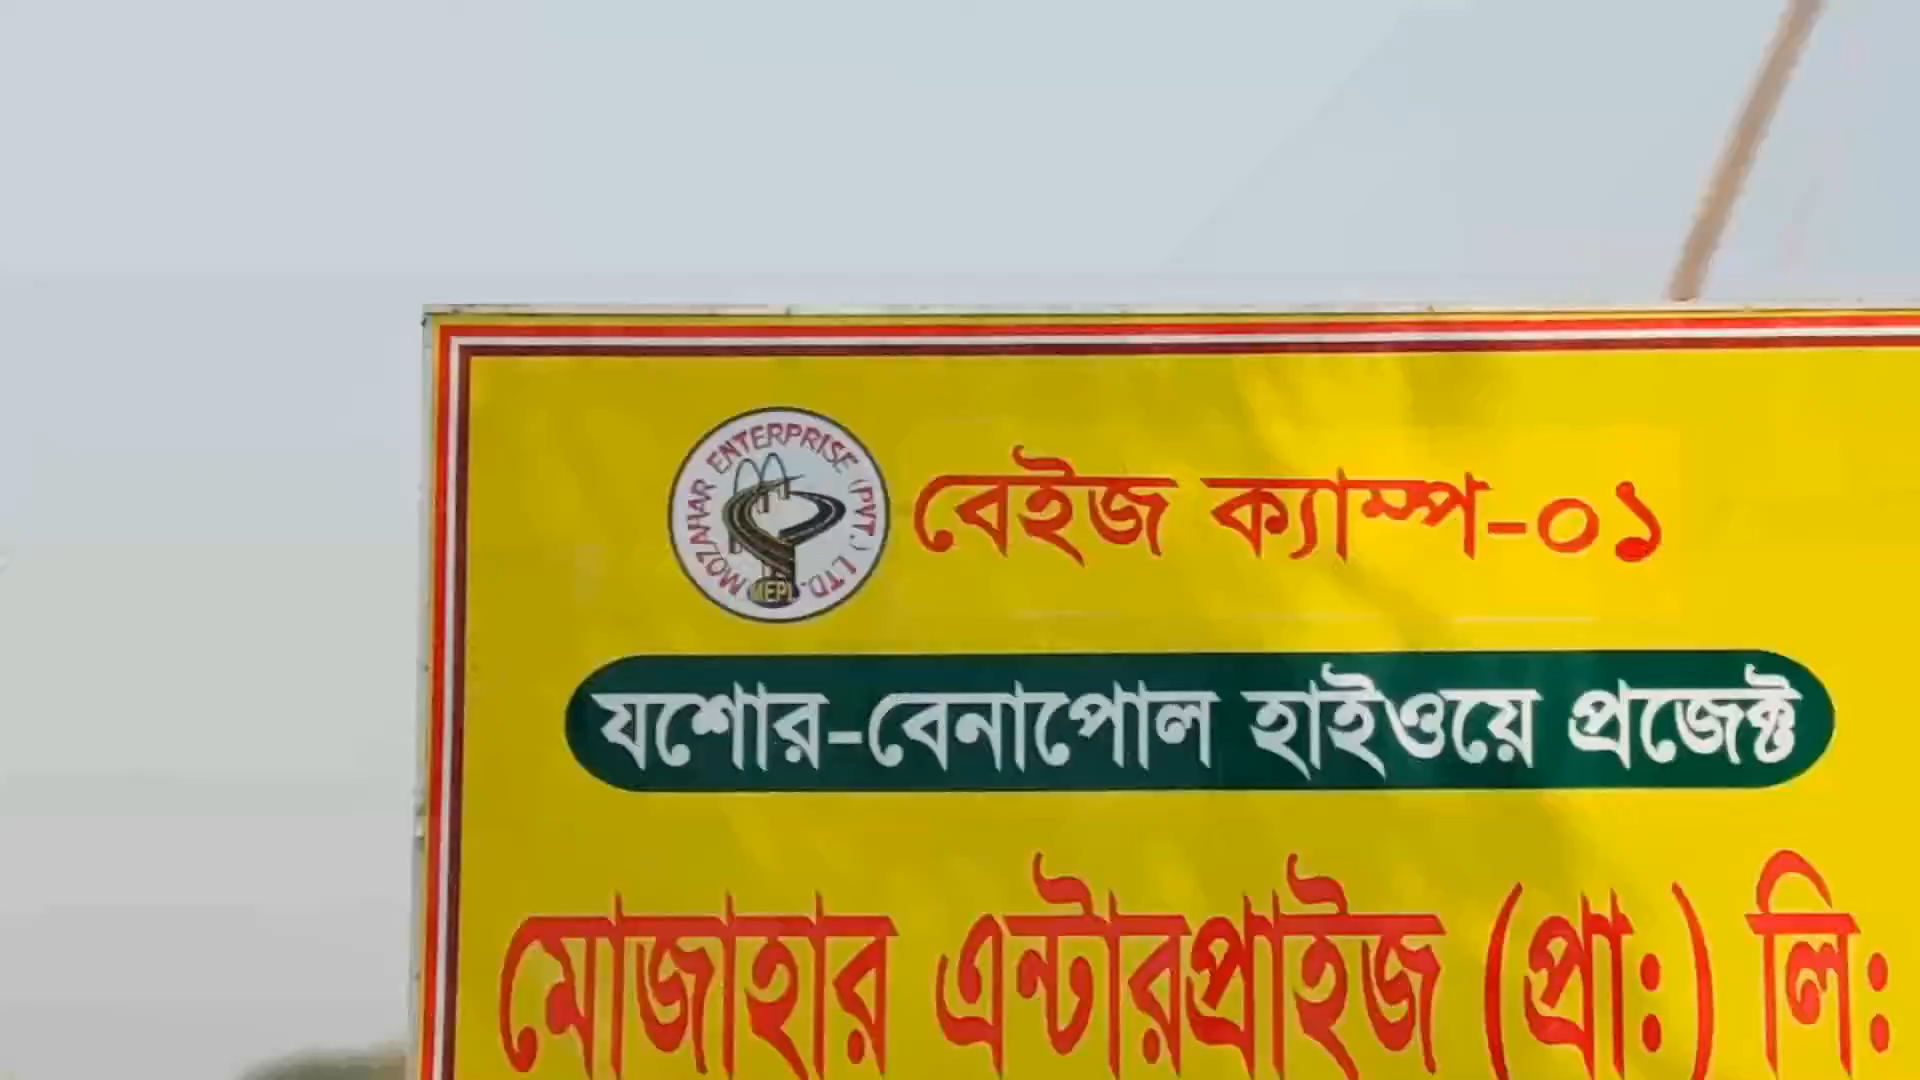 MOZAHAR ENTERPRISE (PVT.) LTD.
MEPL
বেইজ ক্যাম্প-০১
যশোর-বেনাপোল হাইওয়ে প্রজেক্ট
মোজাহার এন্টারপ্রাইজ (প্রাঃ) লিঃ